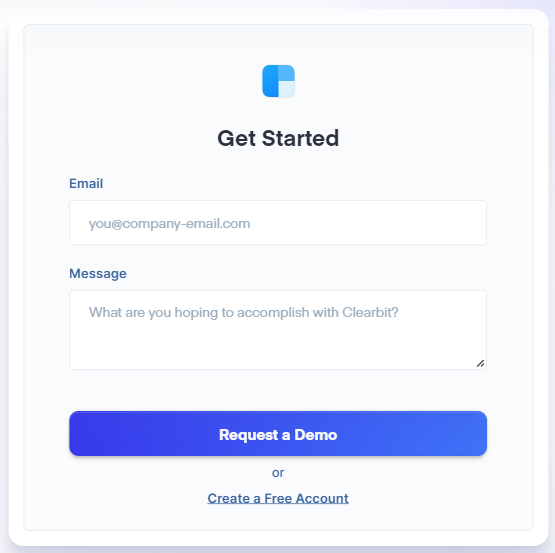 Get Started
Email
you@company-email.com
Message
What are you hoping to accomplish with Clearbit?
Request a Demo
or
Create a Free Account